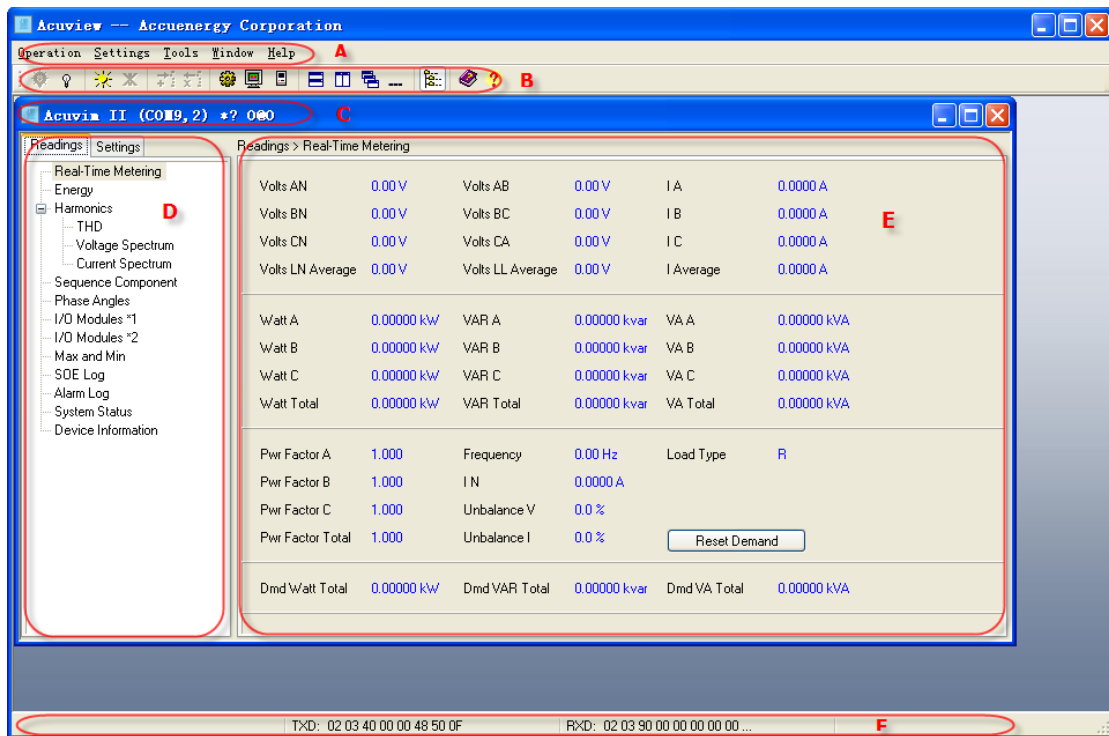 Acuview -- Accuenergy Corporation
Operation Settings Tools Window Help A
B
Acuvim II (COM9,2) *? 0@0 C
Readings Settings
Readings > Real-Time Metering
Real-Time Metering
Energy
Harmonics
THD
Voltage Spectrum
Current Spectrum
Sequence Component
Phase Angles
I/O Modules *1
I/O Modules *2
Max and Min
SOE Log
Alarm Log
System Status
Device Information
D
Volts AN 0.00 V Volts AB 0.00 V I A 0.0000 A
Volts BN 0.00 V Volts BC 0.00 V I B 0.0000 A
E
Volts CN 0.00 V Volts CA 0.00 V I C 0.0000 A
Volts LN Average 0.00 V Volts LL Average 0.00 V I Average 0.0000 A
Watt A 0.00000 kW VAR A 0.00000 kvar VA A 0.00000 kVA
Watt B 0.00000 kW VAR B 0.00000 kvar VA B 0.00000 kVA
Watt C 0.00000 kW VAR C 0.00000 kvar VA C 0.00000 kVA
Watt Total 0.00000 kW VAR Total 0.00000 kvar VA Total 0.00000 kVA
Pwr Factor A 1.000 Frequency 0.00 Hz Load Type R
Pwr Factor B 1.000 I N 0.0000 A
Pwr Factor C 1.000 Unbalance V 0.0 %
Pwr Factor Total 1.000 Unbalance I 0.0 % Reset Demand
Dmd Watt Total 0.00000 kW Dmd VAR Total 0.00000 kvar Dmd VA Total 0.00000 kVA
TXD: 02 03 40 00 00 48 50 0F RXD: 02 03 90 00 00 00 00 00 ... F